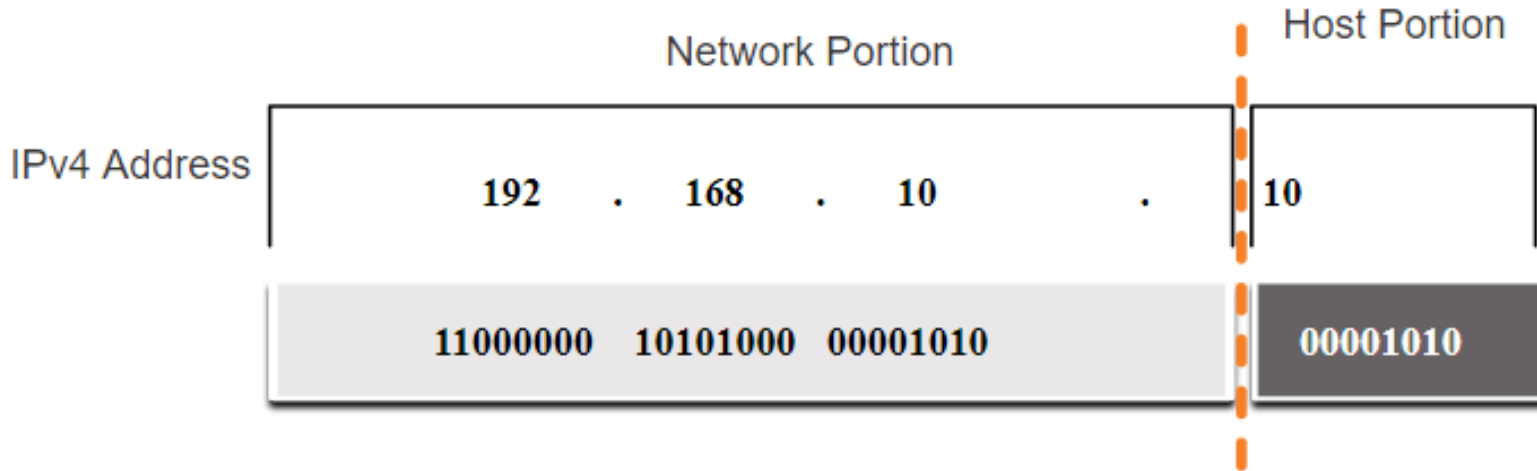 Network Portion
Host Portion
IPv4 Address
192 . 168 . 10 . 10
11000000 10101000 00001010 00001010